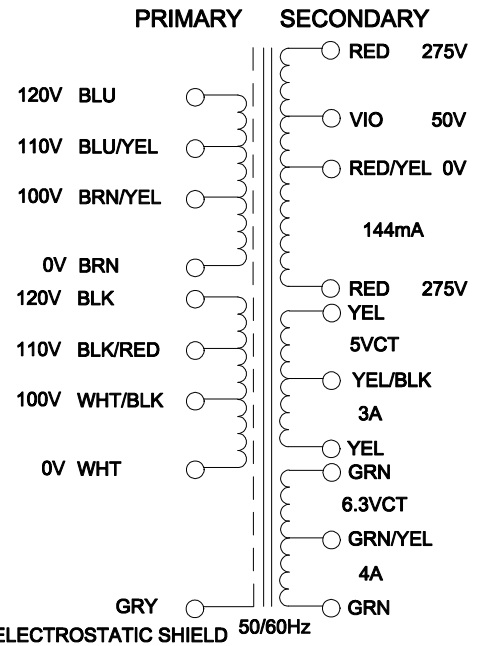 PRIMARY SECONDARY
RED 275V
120V BLU
VIO 50V
110V BLU/YEL
RED/YEL 0V
100V BRN/YEL
144mA
0V BRN
RED 275V
120V BLK
YEL
5VCT
110V BLK/RED
YEL/BLK
100V WHT/BLK
3A
YEL
0V WHT
GRN
6.3VCT
GRN/YEL
4A
GRY
GRN
ELECTROSTATIC SHIELD 50/60Hz